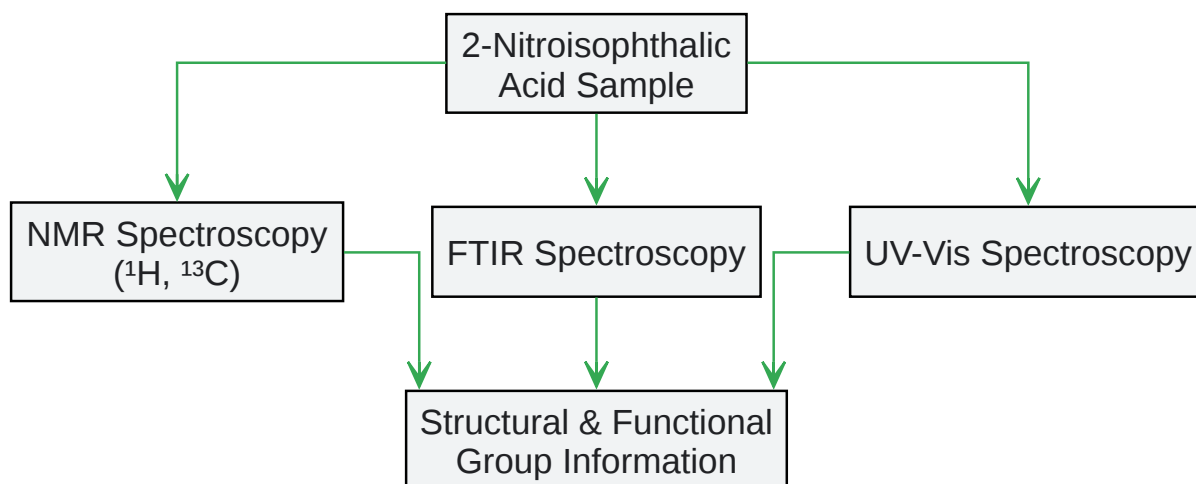 2-Nitroisophthalic
Acid Sample
NMR Spectroscopy
(¹H, ¹³C)
FTIR Spectroscopy
UV-Vis Spectroscopy
Structural & Functional
Group Information